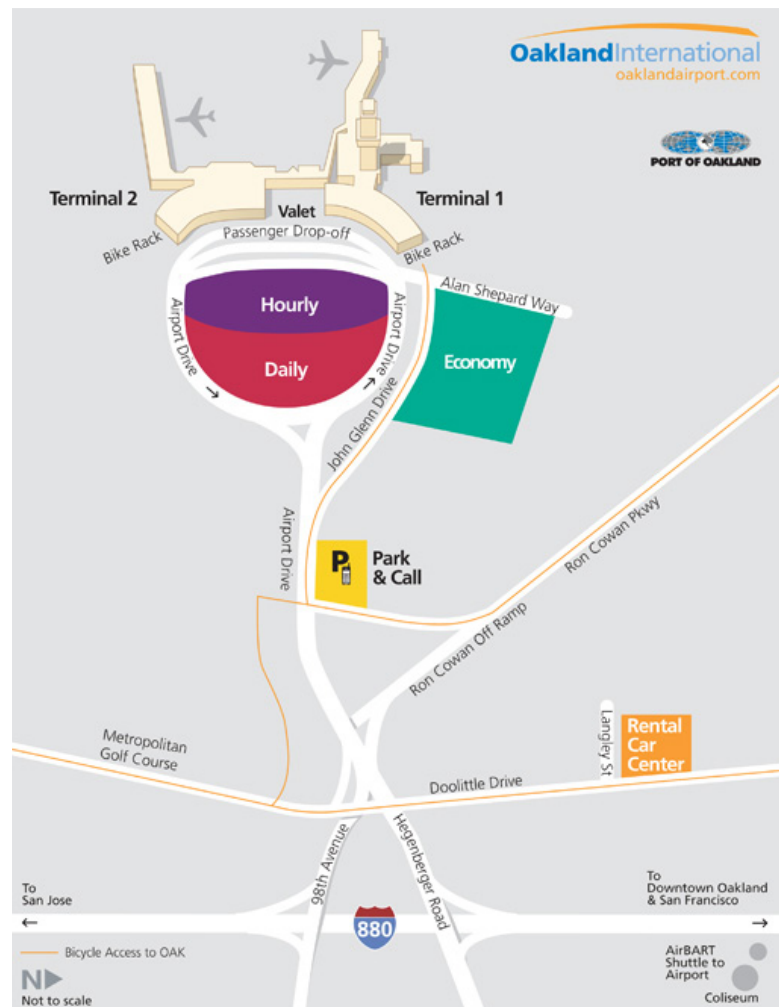 OaklandInternational
oaklandairport.com
PORT OF OAKLAND
Terminal 2
Terminal 1
Valet
Passenger Drop-off
Bike Rack
Bike Rack
Alan Shepard Way
Hourly
Daily
Economy
Airport Drive
Airport Drive
John Glenn Drive
Airport Drive
P
Park
& Call
Ron Cowan Pkwy
Ron Cowan Off Ramp
Langley St
Rental
Car
Center
Metropolitan
Golf Course
Doolittle Drive
98th Avenue
Hegenberger Road
To
San Jose
←
880
To
Downtown Oakland
& San Francisco
→
Bicycle Access to OAK
N
Not to scale
AirBART
Shuttle to
Airport
Coliseum